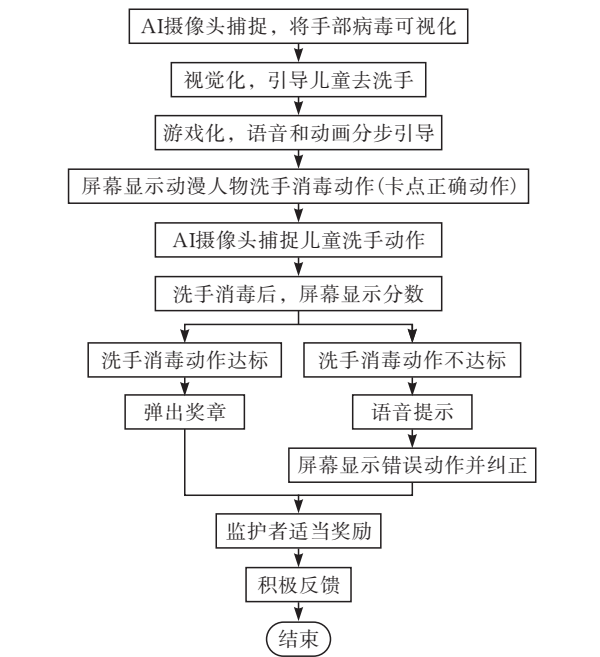 AI摄像头捕捉，将手部病毒可视化
视觉化，引导儿童去洗手
游戏化，语音和动画分步引导
屏幕显示动漫人物洗手消毒动作(卡点正确动作)
AI摄像头捕捉儿童洗手动作
洗手消毒后，屏幕显示分数
洗手消毒动作达标
洗手消毒动作不达标
弹出奖章
语音提示
屏幕显示错误动作并纠正
监护者适当奖励
积极反馈
结束